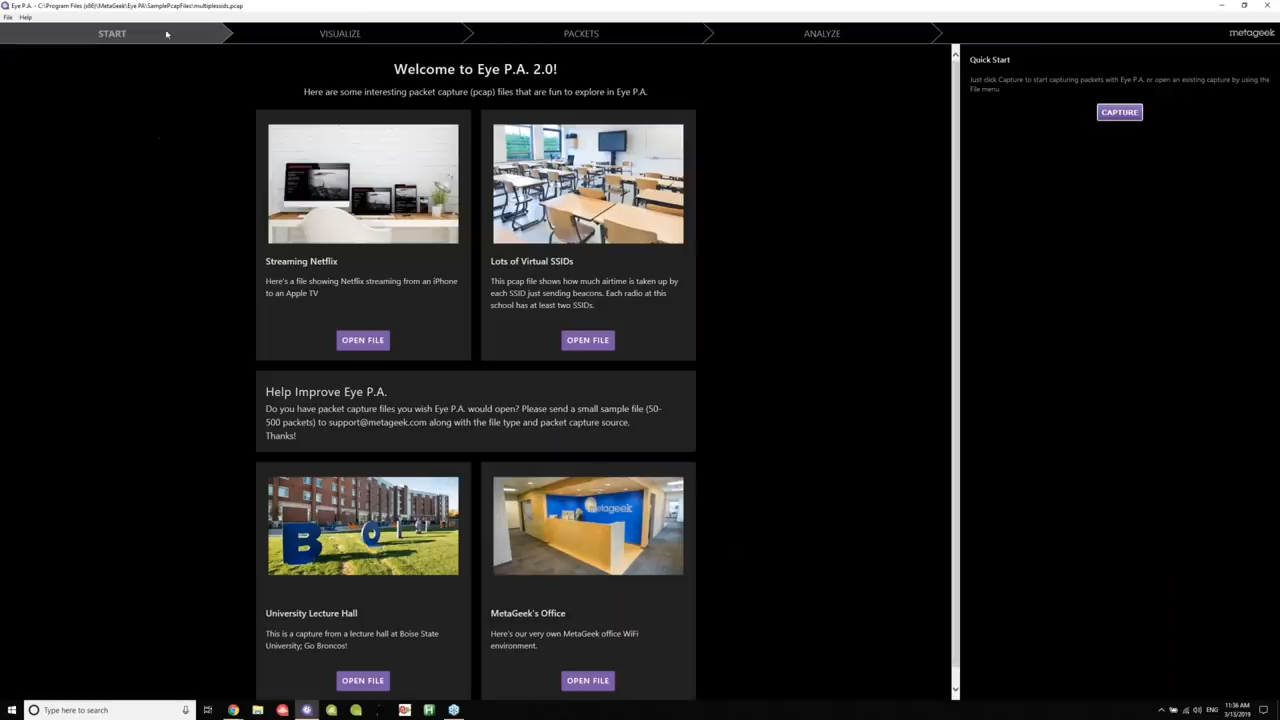 Eye P.A. - C:\Program Files (x86)\MetaGeek\Eye PA\SamplePcapFiles\multiplessids.pcap
File Help
START VISUALIZE PACKETS ANALYZE metageek
Welcome to Eye P.A. 2.0!
Here are some interesting packet capture (pcap) files that are fun to explore in Eye P.A.
Quick Start
Just click Capture to start capturing packets with Eye P.A. or open an existing capture by using the
File menu
CAPTURE
Streaming Netflix
Here's a file showing Netflix streaming from an iPhone
to an Apple TV
OPEN FILE
Lots of Virtual SSIDs
This pcap file shows how much airtime is taken up by
each SSID just sending beacons. Each radio at this
school has at least two SSIDs.
OPEN FILE
Help Improve Eye P.A.
Do you have packet capture files you wish Eye P.A. would open? Please send a small sample file (50-
500 packets) to support@metageek.com along with the file type and packet capture source.
Thanks!
B
metageek
University Lecture Hall
This is a capture from a lecture hall at Boise State
University; Go Broncos!
OPEN FILE
MetaGeek's Office
Here's our very own MetaGeek office WiFi
environment.
OPEN FILE
Type here to search
ENG
11:36 AM
3/13/2019